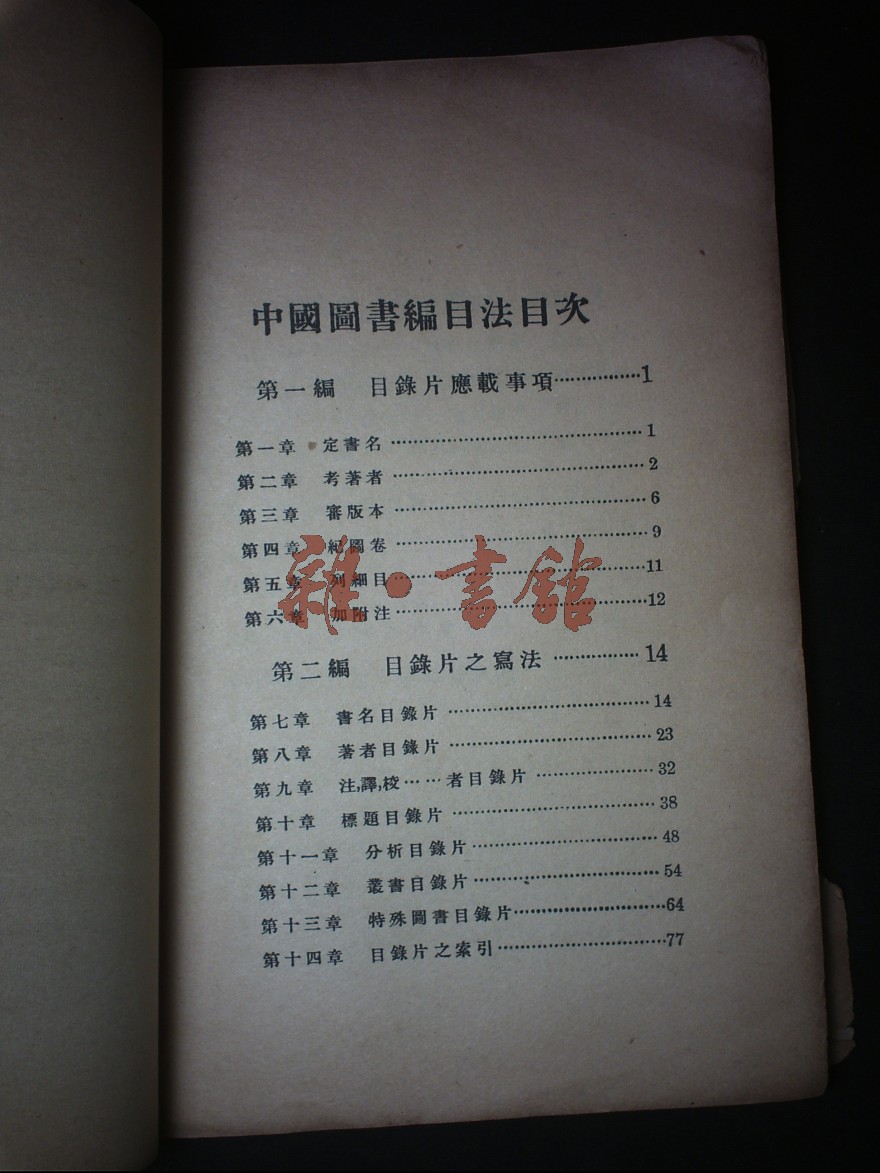 中國圖書編目法目次
第一編 目錄片應載事項………………1
第一章 定書名………………………………1
第二章 考著者………………………………2
第三章 審版本………………………………6
第四章 紀圖卷………………………………9
第五章 列細目………………………………11
第六章 加附注………………………………12
雜·書館
第二編 目錄片之寫法………………14
第七章 書名目錄片…………………………14
第八章 著者目錄片…………………………23
第九章 注,譯,校……者目錄片………………32
第十章 標題目錄片…………………………38
第十一章 分析目錄片………………………48
第十二章 叢書目錄片………………………54
第十三章 特殊圖書目錄片…………………64
第十四章 目錄片之索引……………………77